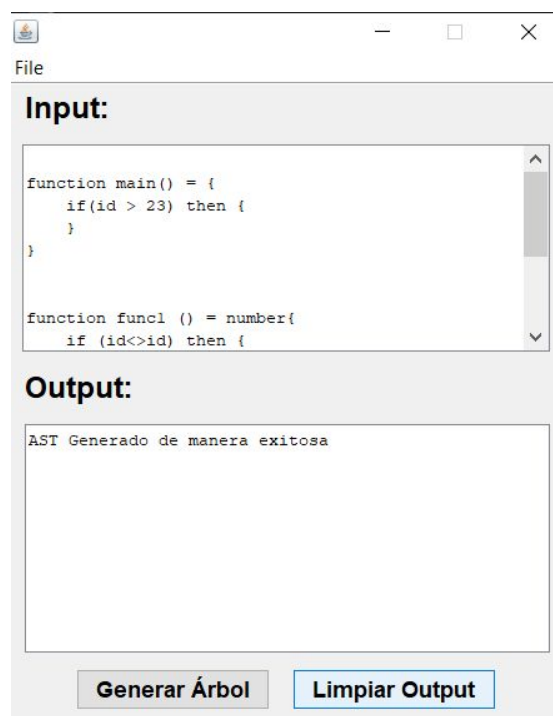 File
Input:
function main() = {
if(id > 23) then {
}
}
function func1 () = number{
if (id<>id) then {
Output:
AST Generado de manera exitosa
Generar Árbol Limpiar Output